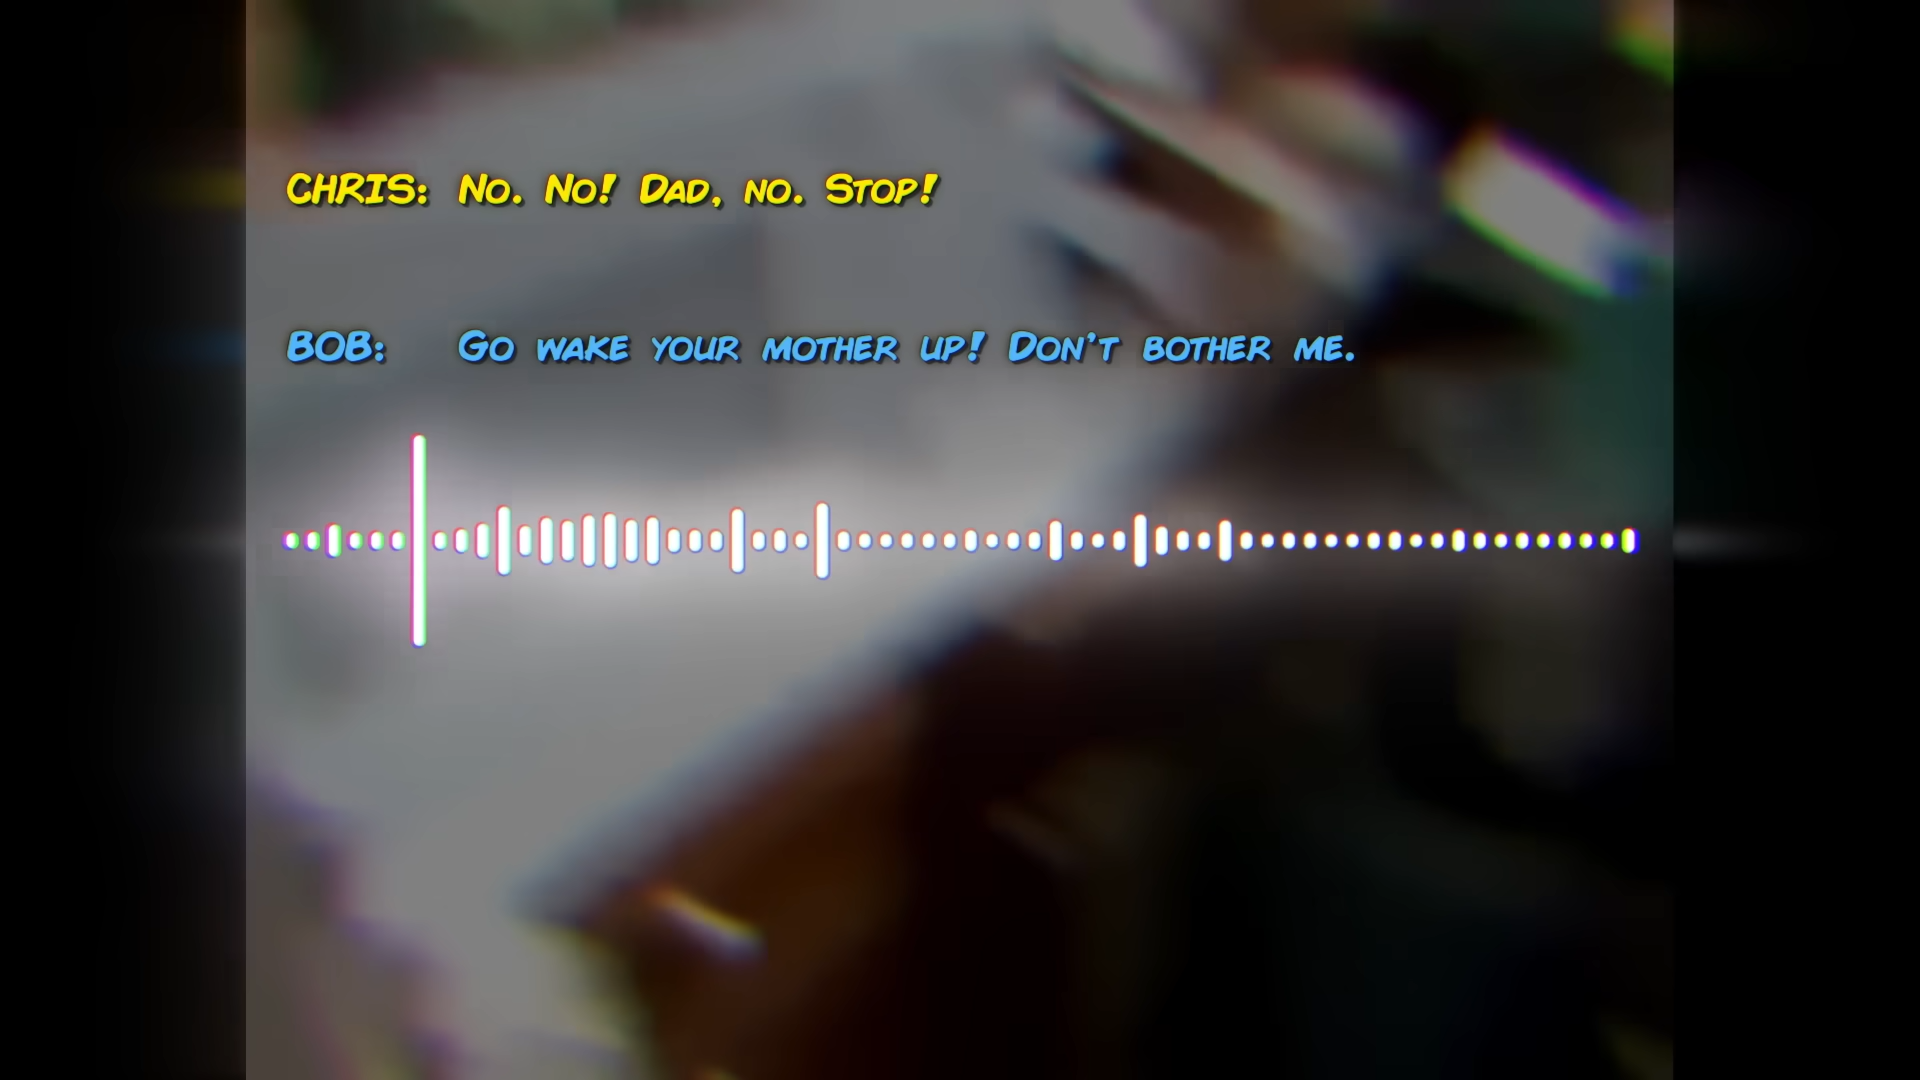 CHRIS: No. No! Dad, no. Stop!
BOB: Go wake your mother up! Don't bother me.